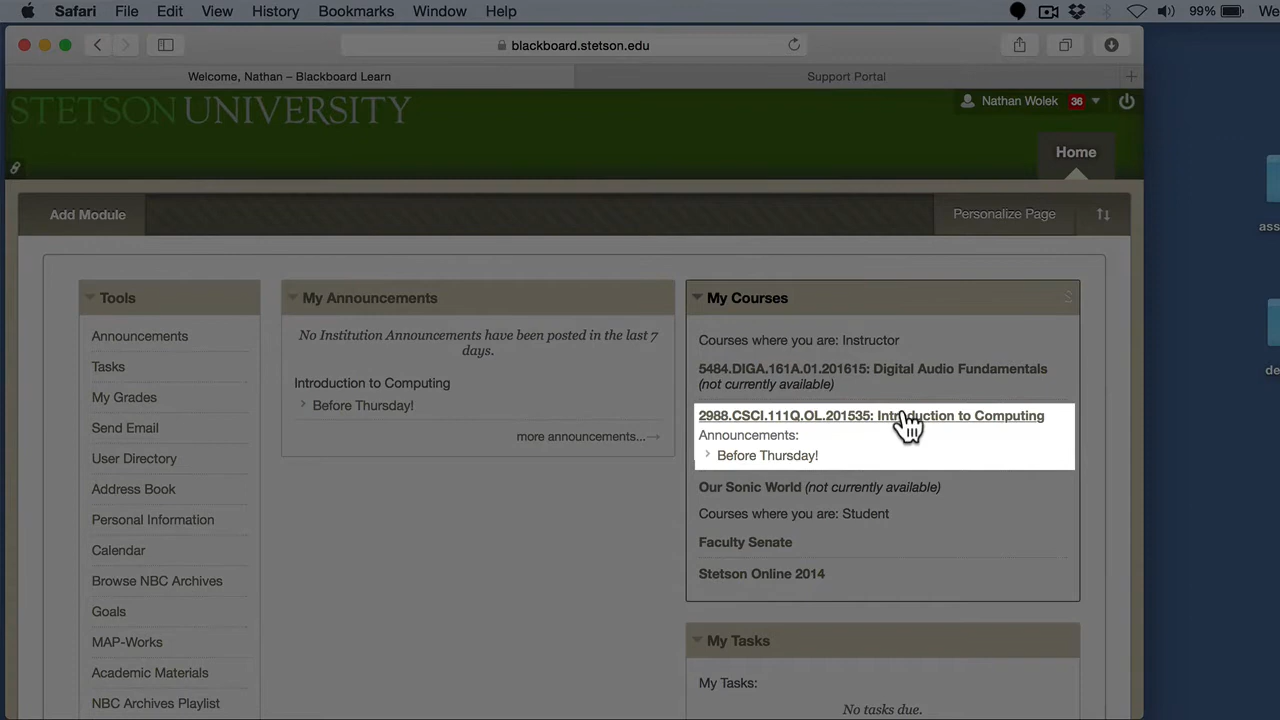 Safari File Edit View History Bookmarks Window Help 99% We
blackboard.stetson.edu
Welcome, Nathan – Blackboard Learn Support Portal
STETSON UNIVERSITY
Nathan Wolek 36
Home
Add Module Personalize Page
Tools
Announcements
Tasks
My Grades
Send Email
User Directory
Address Book
Personal Information
Calendar
Browse NBC Archives
Goals
MAP-Works
Academic Materials
NBC Archives Playlist
My Announcements
No Institution Announcements have been posted in the last 7
days.
Introduction to Computing
Before Thursday!
more announcements...→
My Courses
Courses where you are: Instructor
5484.DIGA.161A.01.201615: Digital Audio Fundamentals
(not currently available)
2988.CSCI.111Q.OL.201535: Introduction to Computing
Announcements:
Before Thursday!
Our Sonic World (not currently available)
Courses where you are: Student
Faculty Senate
Stetson Online 2014
My Tasks
My Tasks:
No tasks due.
ass
de